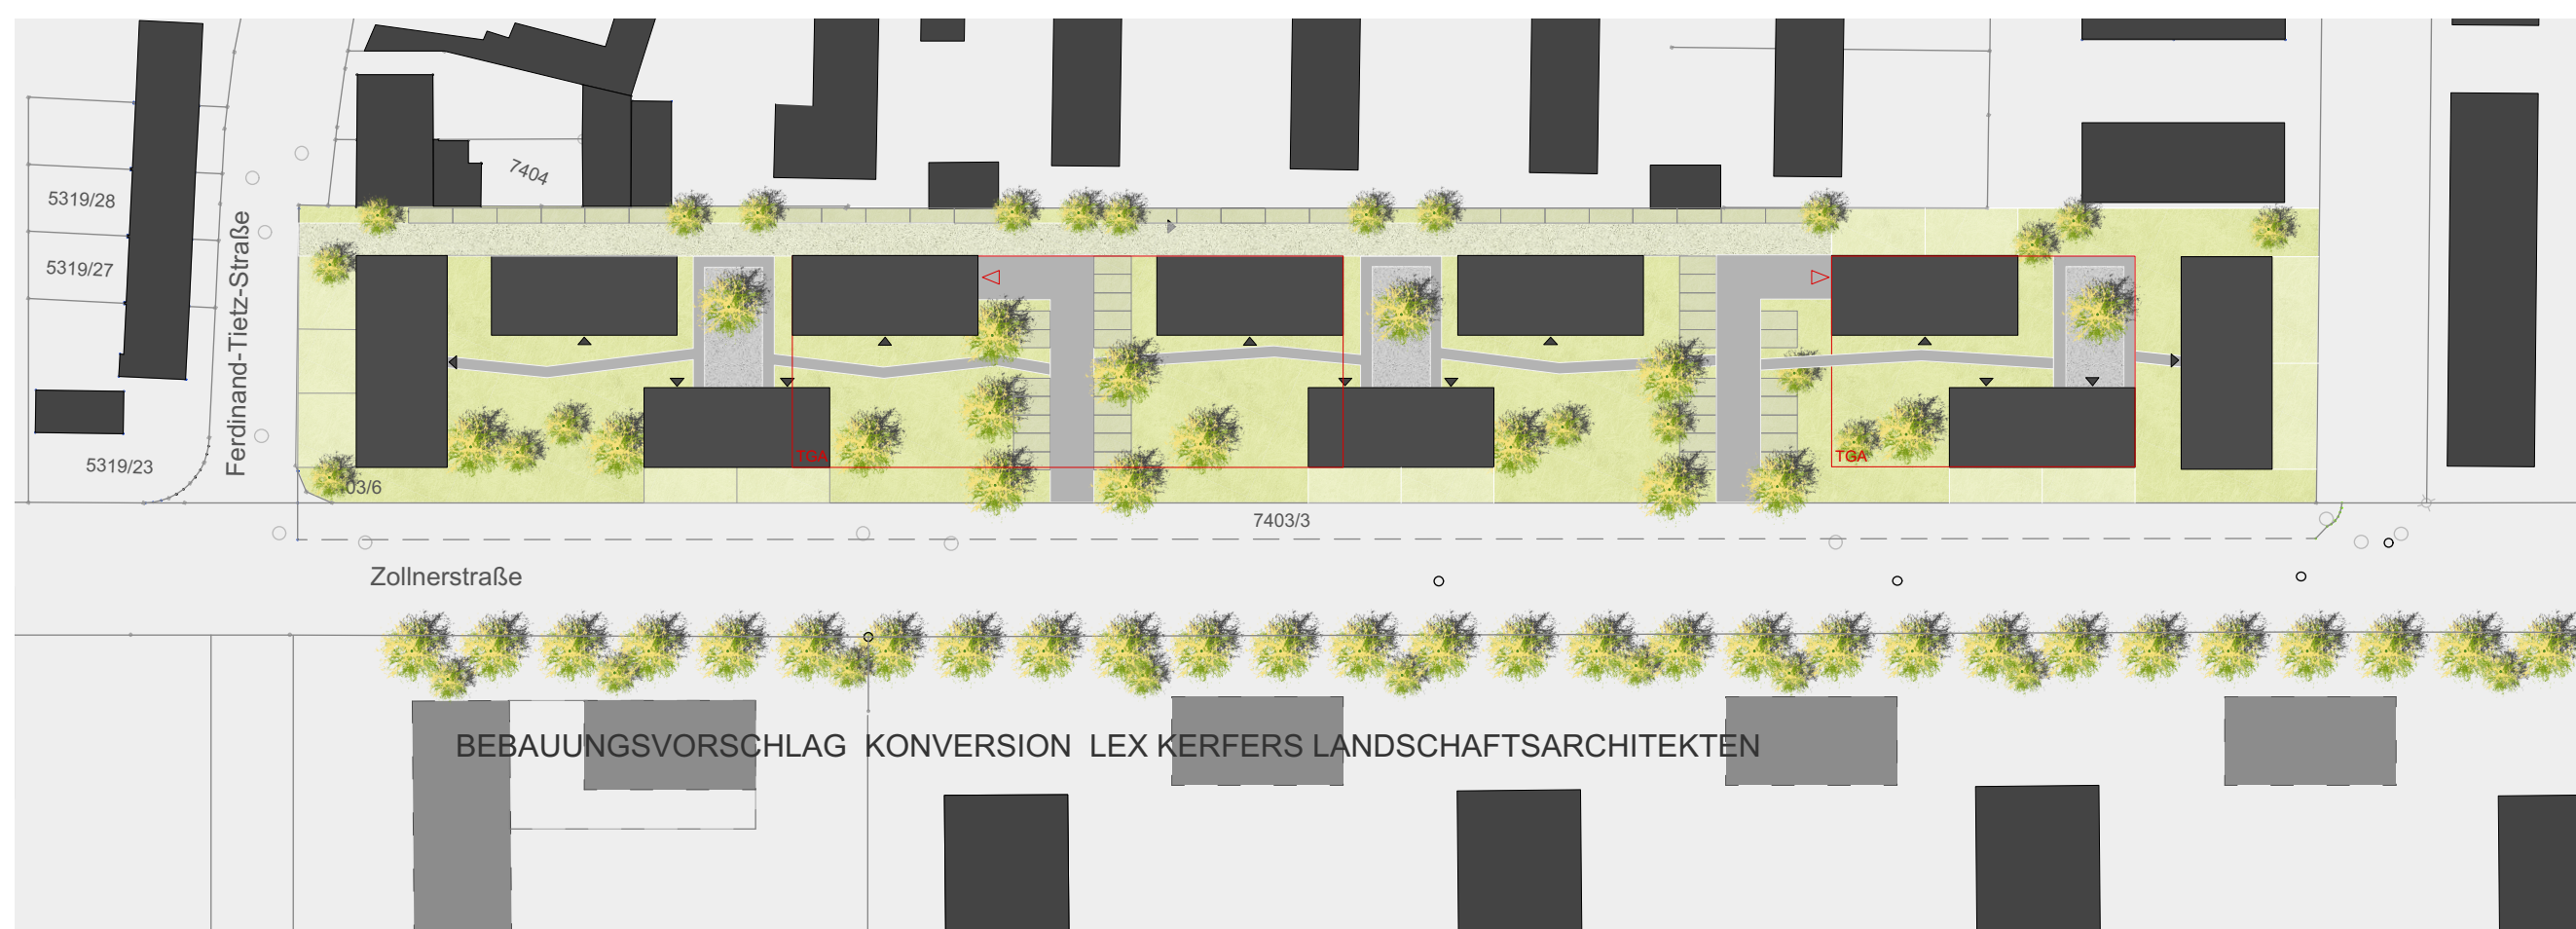 7404
5319/28
5319/27
5319/23
Ferdinand-Tietz-Straße
TGA
TGA
03/6
7403/3
Zollnerstraße
BEBAUUNGSVORSCHLAG KONVERSION LEX KERFERS LANDSCHAFTSARCHITEKTEN